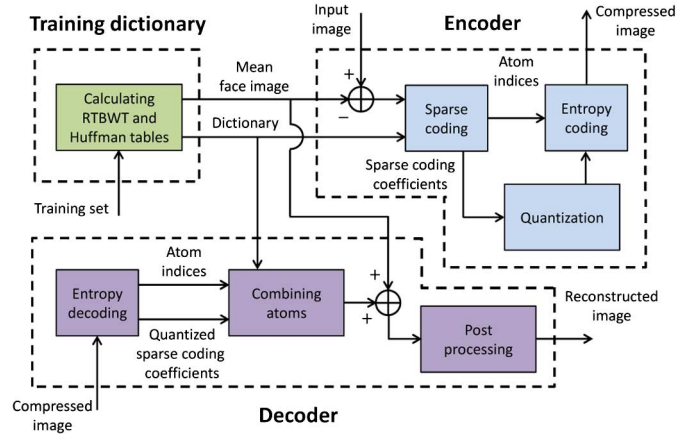 Training dictionary
Input
image
Encoder
Compressed
image
Mean
face image
+
−
Atom
indices
Calculating
RTBWT and
Huffman tables
Dictionary
Sparse
coding
Entropy
coding
Sparse coding
coefficients
Training set
Quantization
Atom
indices
Entropy
decoding
Combining
atoms
+
+
Quantized
sparse coding
coefficients
Post
processing
Reconstructed
image
Compressed
image
Decoder